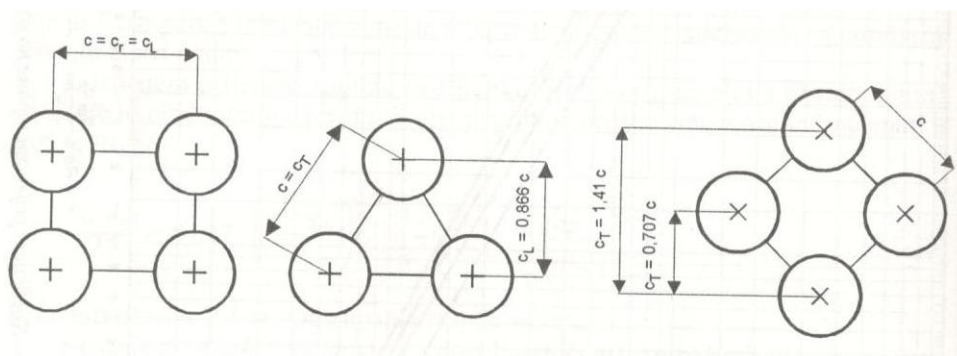 c = c_r = c_L
c = c_T
c_L = 0,866 c
c_T = 1,41 c
c_T = 0,707 c
c